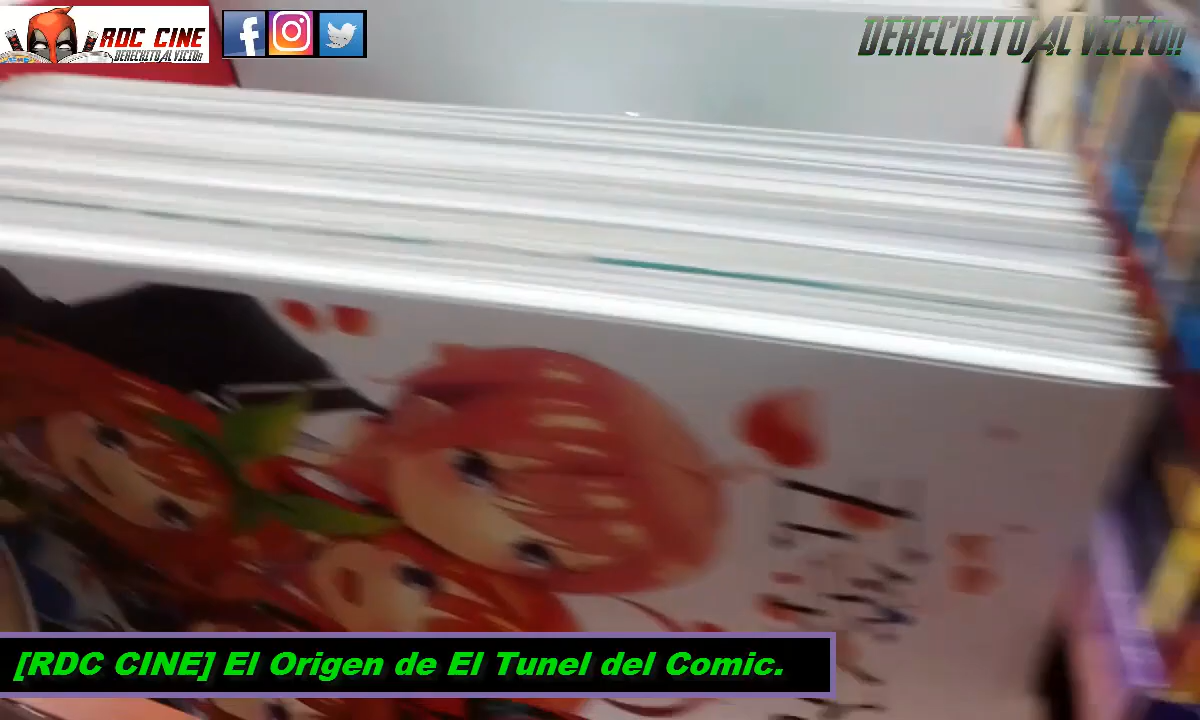 RDC CINE
DERECHITO AL VICIO!!
DERECHITO AL VICIO!!
[RDC CINE] El Origen de El Tunel del Comic.